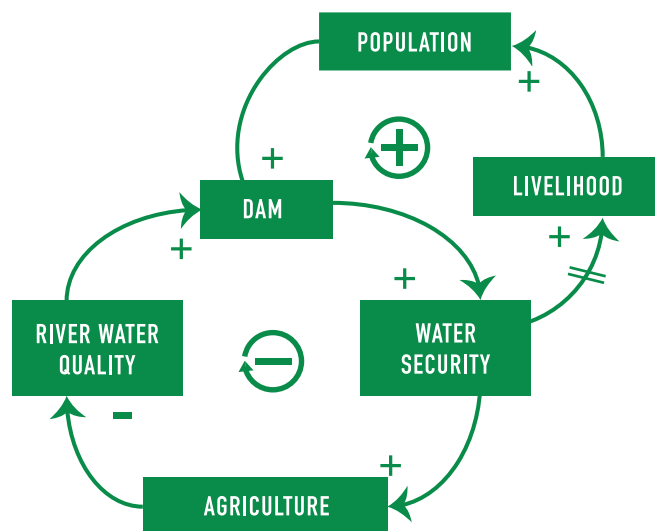 POPULATION
+
LIVELIHOOD
+
+
+
DAM
+
+
RIVER WATER
QUALITY
-
WATER
SECURITY
+
-
+
AGRICULTURE